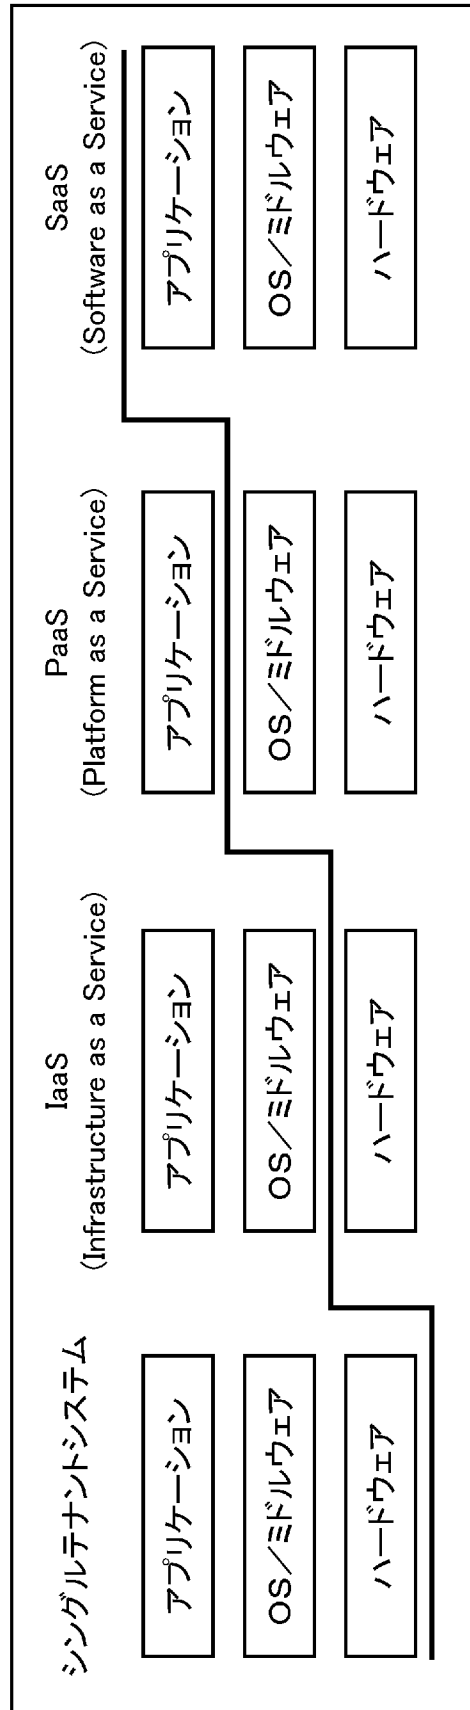 シングルテナントシステム
アプリケーション
OS／ミドルウェア
ハードウェア
IaaS
(Infrastructure as a Service)
アプリケーション
OS／ミドルウェア
ハードウェア
PaaS
(Platform as a Service)
アプリケーション
OS／ミドルウェア
ハードウェア
SaaS
(Software as a Service)
アプリケーション
OS／ミドルウェア
ハードウェア